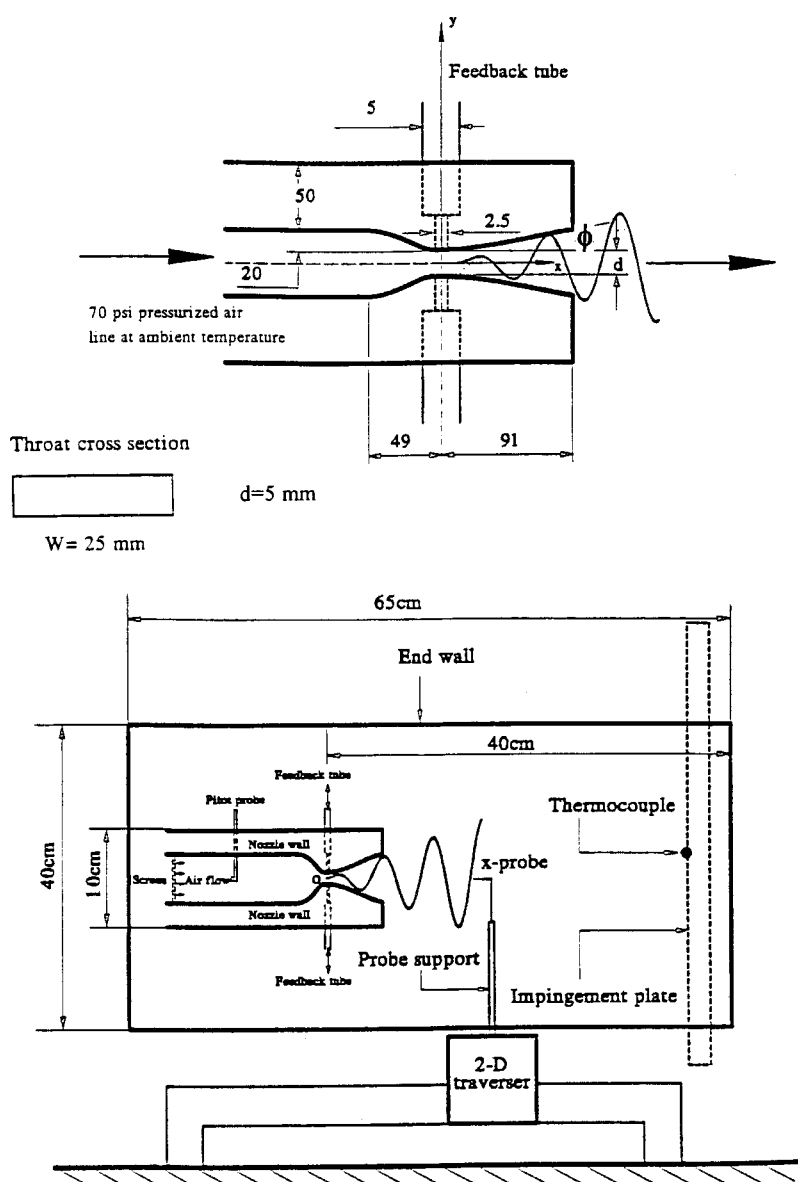 y
Feedback tube
5
50
2.5
ϕ
20
x
d
70 psi pressurized air
line at ambient temperature
49
91
Throat cross section
d=5 mm
W= 25 mm
65cm
End wall
40cm
Feedback tube
Pitot probe
Thermocouple
Nozzle wall
40cm
10cm
Screen
Air flow
O
x-probe
Nozzle wall
Probe support
Feedback tube
Impingement plate
2-D
traverser